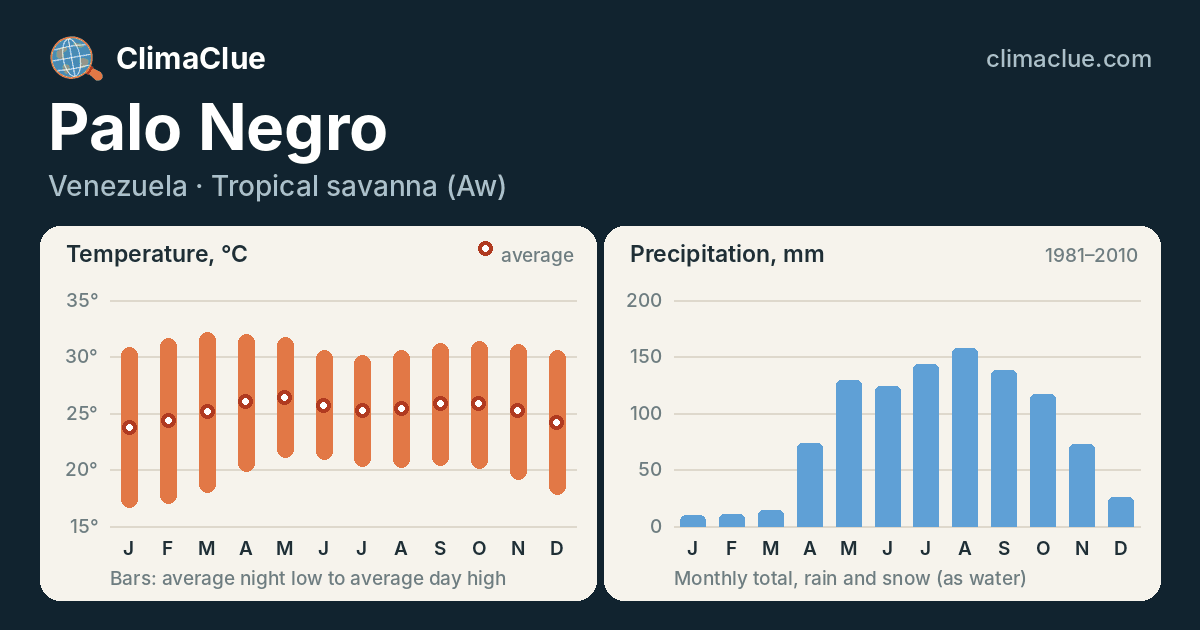 ClimaClue
climaclue.com
Palo Negro
Venezuela · Tropical savanna (Aw)
Temperature, °C
average
35°
30°
25°
20°
15°
J F M A M J J A S O N D
Bars: average night low to average day high
Precipitation, mm
1981–2010
200
150
100
50
0
J F M A M J J A S O N D
Monthly total, rain and snow (as water)